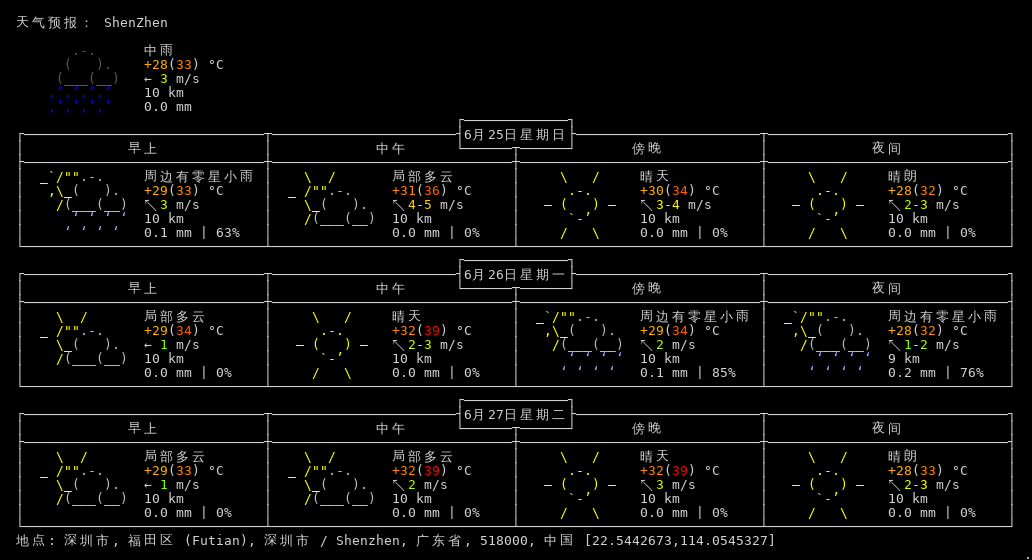 天气预报： ShenZhen
中雨
+28(33) °C
← 3 m/s
10 km
0.0 mm
6月25日星期日
早上 中午 傍晚 夜间
周边有零星小雨 局部多云 晴天 晴朗
+29(33) °C +31(36) °C +30(34) °C +28(32) °C
↖ 3 m/s ↖ 4-5 m/s ↖ 3-4 m/s ↖ 2-3 m/s
10 km 10 km 10 km 10 km
0.1 mm | 63% 0.0 mm | 0% 0.0 mm | 0% 0.0 mm | 0%
6月26日星期一
早上 中午 傍晚 夜间
局部多云 晴天 周边有零星小雨 周边有零星小雨
+29(34) °C +32(39) °C +29(34) °C +28(32) °C
← 1 m/s ↖ 2-3 m/s ↖ 2 m/s ↖ 1-2 m/s
10 km 10 km 10 km 9 km
0.0 mm | 0% 0.0 mm | 0% 0.1 mm | 85% 0.2 mm | 76%
6月27日星期二
早上 中午 傍晚 夜间
局部多云 局部多云 晴天 晴朗
+29(33) °C +32(39) °C +32(39) °C +28(33) °C
← 1 m/s ↖ 2 m/s ↖ 3 m/s ↖ 2-3 m/s
10 km 10 km 10 km 10 km
0.0 mm | 0% 0.0 mm | 0% 0.0 mm | 0% 0.0 mm | 0%
地点: 深圳市, 福田区 (Futian), 深圳市 / Shenzhen, 广东省, 518000, 中国 [22.5442673,114.0545327]